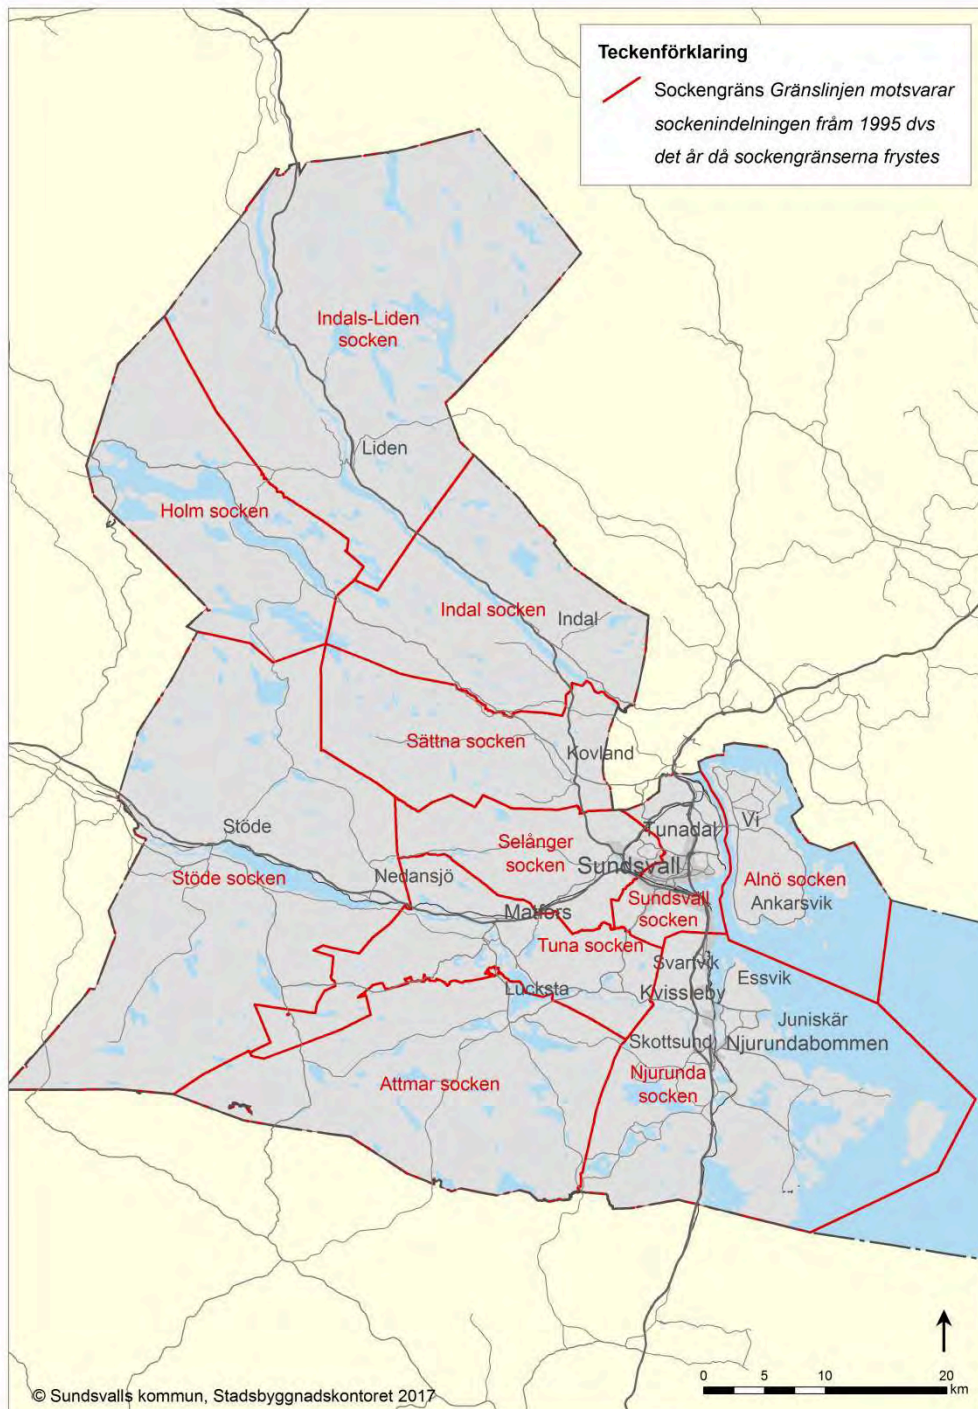 Teckenförklaring
Sockengräns Gränslinjen motsvarar
sockenindelningen fråm 1995 dvs
det år då sockengränserna frystes
Indals-Liden
socken
Liden
Holm socken
Indal socken
Indal
Sättna socken
Kovland
Stöde
Selånger
socken
Tunadal
Vi
Sundsvall
Stöde socken
Nedansjö
Alnö socken
Ankarsvik
Sundsvall
socken
Matfors
Tuna socken
Svartvik
Essvik
Lucksta
Kvissleby
Juniskär
Skottsund
Njurundabommen
Attmar socken
Njurunda
socken
0 5 10 20
km
© Sundsvalls kommun, Stadsbyggnadskontoret 2017